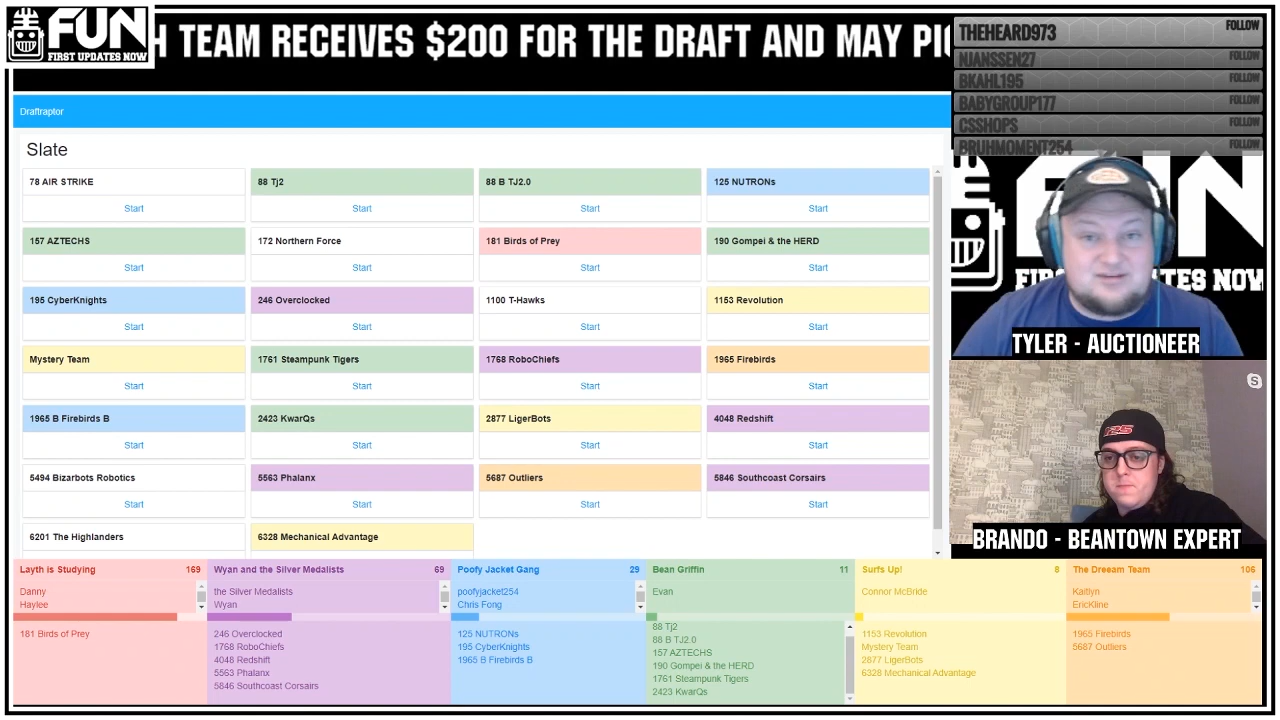 FUN
FIRST UPDATES NOW
H TEAM RECEIVES $200 FOR THE DRAFT AND MAY PI
THEHEARD973 FOLLOW
NJANSSEN27 FOLLOW
BKAHL195 FOLLOW
BABYGROUP177 FOLLOW
CSSHOPS FOLLOW
BRUHMOMENT254 FOLLOW
Draftraptor
Slate
78 AIR STRIKE
Start
88 Tj2
Start
88 B TJ2.0
Start
125 NUTRONs
Start
157 AZTECHS
Start
172 Northern Force
Start
181 Birds of Prey
Start
190 Gompei & the HERD
Start
195 CyberKnights
Start
246 Overclocked
Start
1100 T-Hawks
Start
1153 Revolution
Start
Mystery Team
Start
1761 Steampunk Tigers
Start
1768 RoboChiefs
Start
1965 Firebirds
Start
1965 B Firebirds B
Start
2423 KwarQs
Start
2877 LigerBots
Start
4048 Redshift
Start
5494 Bizarbots Robotics
Start
5563 Phalanx
Start
5687 Outliers
Start
5846 Southcoast Corsairs
Start
6201 The Highlanders
6328 Mechanical Advantage
TYLER - AUCTIONEER
125
BRANDO - BEANTOWN EXPERT
Layth is Studying 169
Danny
Haylee
181 Birds of Prey
Wyan and the Silver Medalists 69
the Silver Medalists
Wyan
246 Overclocked
1768 RoboChiefs
4048 Redshift
5563 Phalanx
5846 Southcoast Corsairs
Poofy Jacket Gang 29
poofyjacket254
Chris Fong
125 NUTRONs
195 CyberKnights
1965 B Firebirds B
Bean Griffin 11
Evan
88 Tj2
88 B TJ2.0
157 AZTECHS
190 Gompei & the HERD
1761 Steampunk Tigers
2423 KwarQs
Surfs Up! 8
Connor McBride
1153 Revolution
Mystery Team
2877 LigerBots
6328 Mechanical Advantage
The Dreeam Team 106
Kaitlyn
EricKline
1965 Firebirds
5687 Outliers